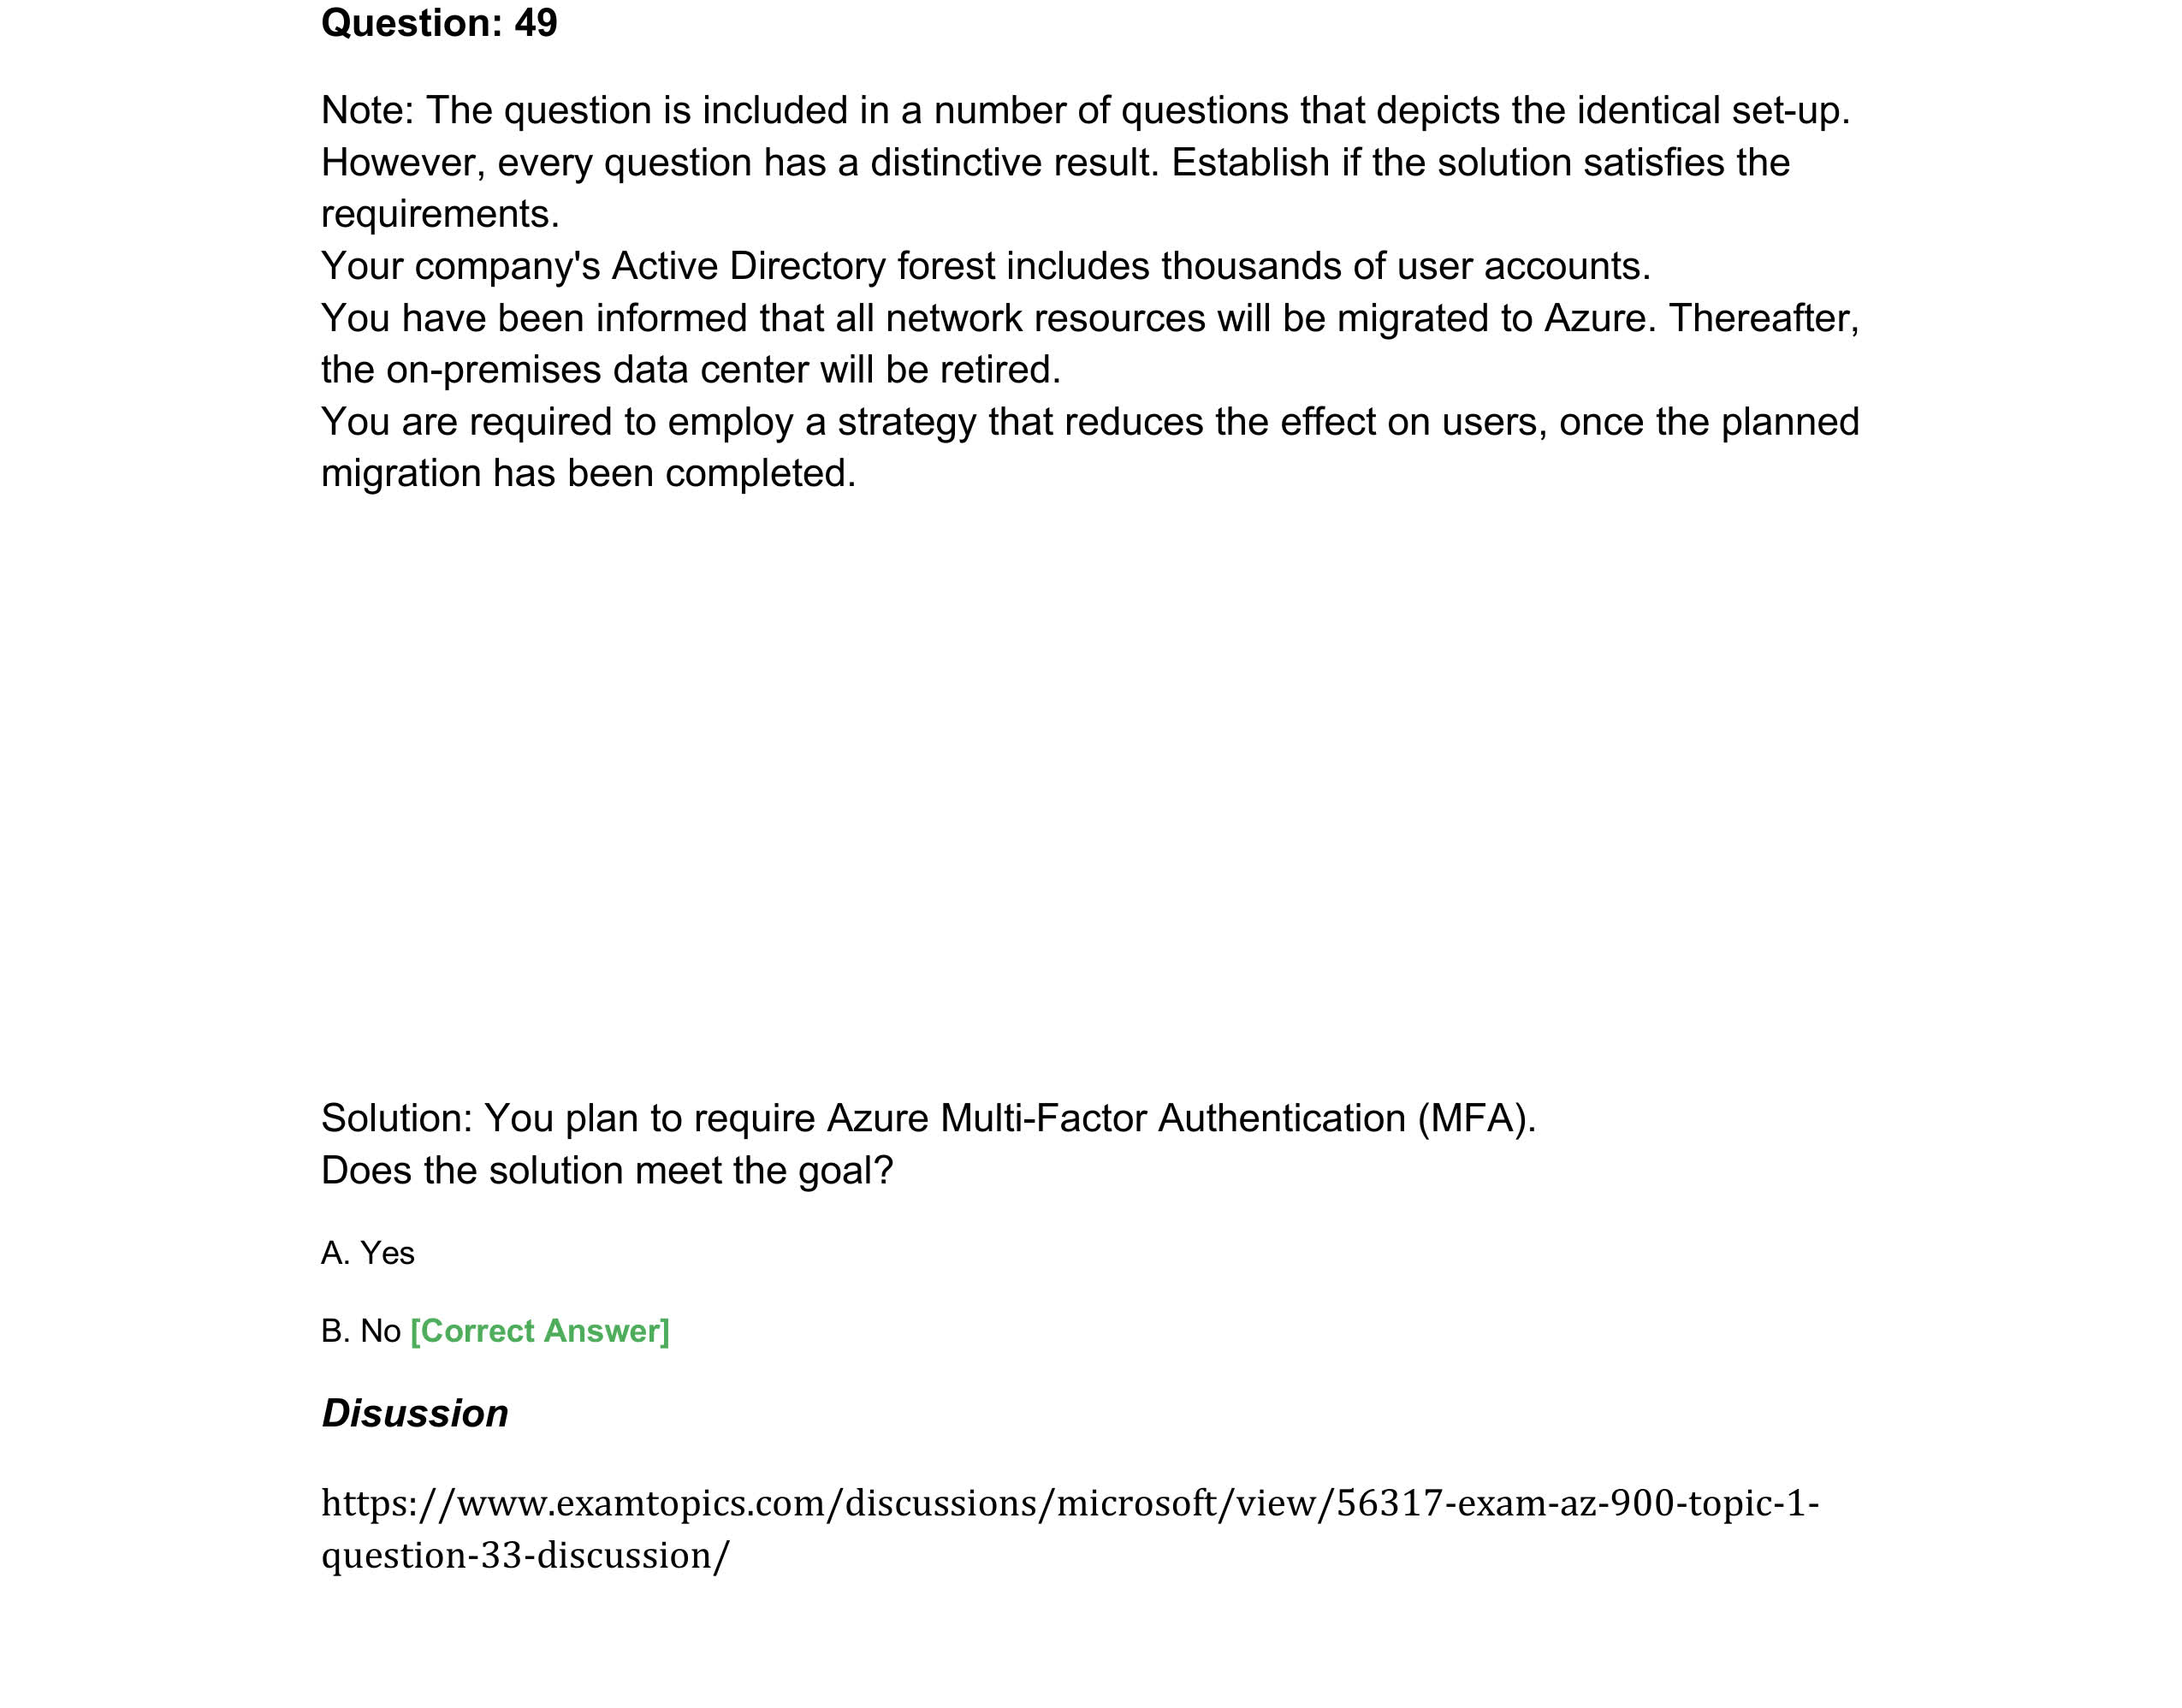 Question: 49
Note: The question is included in a number of questions that depicts the identical set-up.
However, every question has a distinctive result. Establish if the solution satisfies the
requirements.
Your company's Active Directory forest includes thousands of user accounts.
You have been informed that all network resources will be migrated to Azure. Thereafter,
the on-premises data center will be retired.
You are required to employ a strategy that reduces the effect on users, once the planned
migration has been completed.
Solution: You plan to require Azure Multi-Factor Authentication (MFA).
Does the solution meet the goal?
A. Yes
B. No [Correct Answer]
Disussion
https://www.examtopics.com/discussions/microsoft/view/56317-exam-az-900-topic-1-
question-33-discussion/